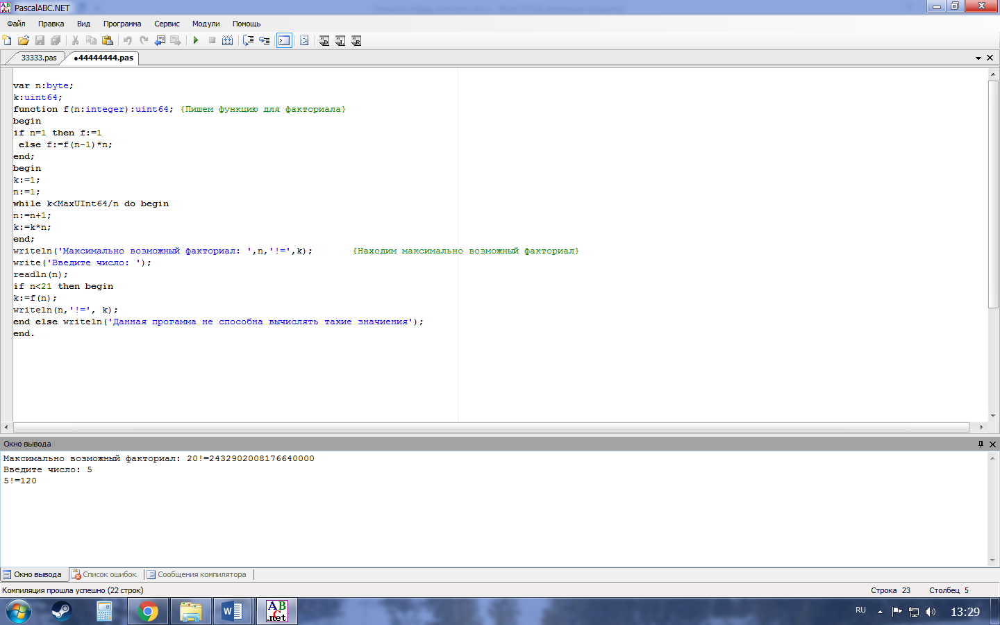 PascalABC.NET
Файл Правка Вид Программа Сервис Модули Помощь
33333.pas •44444444.pas
var n:byte;
k:uint64;
function f(n:integer):uint64; {Пишем функцию для факториала}
begin
if n=1 then f:=1
else f:=f(n-1)*n;
end;
begin
k:=1;
n:=1;
while k<MaxUInt64/n do begin
n:=n+1;
k:=k*n;
end;
writeln('Максимально возможный факториал: ',n,'!=',k); {Находим максимально возможный факториал}
write('Введите число: ');
readln(n);
if n<21 then begin
k:=f(n);
writeln(n,'!=', k);
end else writeln('Данная прогамма не способна вычислять такие значиения');
end.
Окно вывода
Максимально возможный факториал: 20!=2432902008176640000
Введите число: 5
5!=120
Окно вывода Список ошибок Сообщения компилятора
Компиляция прошла успешно (22 строк) Строка 23 Столбец 5
RU 13:29